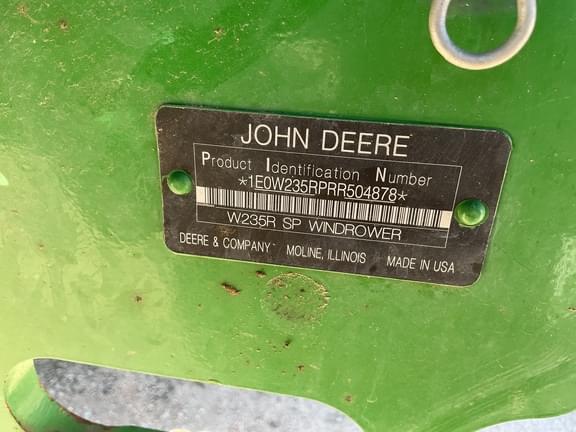 JOHN DEERE
Product Identification Number
*1E0W235RPRR504878*
W235R SP WINDROWER
DEERE & COMPANY MOLINE, ILLINOIS MADE IN USA